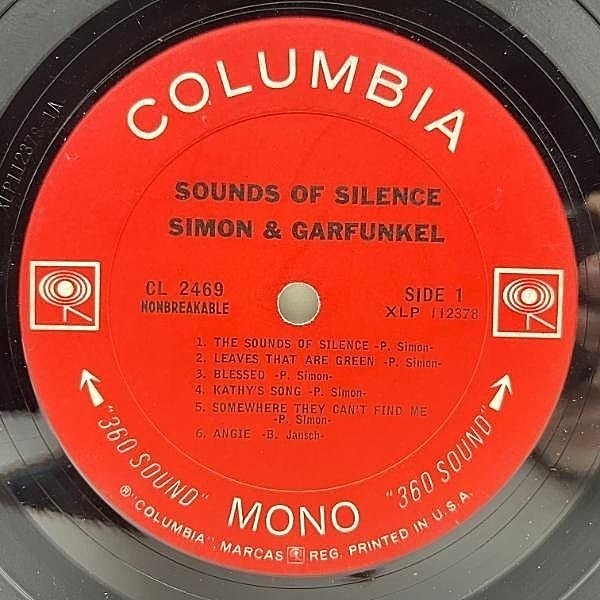 COLUMBIA
SOUNDS OF SILENCE
SIMON & GARFUNKEL
CL 2469
NONBREAKABLE
SIDE 1
XLP 112378
1. THE SOUNDS OF SILENCE -P. Simon-
2. LEAVES THAT ARE GREEN -P. Simon-
3. BLESSED -P. Simon-
4. KATHY'S SONG -P. Simon-
5. SOMEWHERE THEY CAN'T FIND ME
-P. Simon-
6. ANGIE -B. Jansch-
"360 SOUND" MONO "360 SOUND"
® "COLUMBIA", MARCAS REG. PRINTED IN U.S.A.